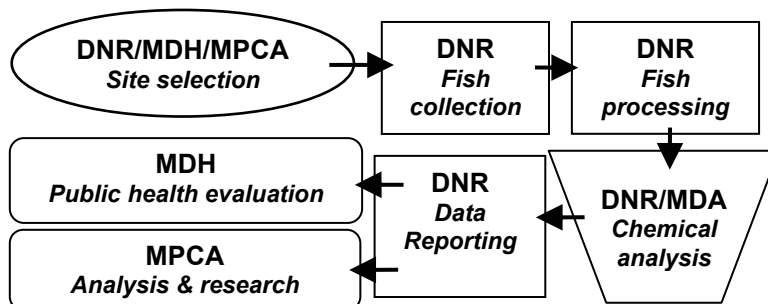 DNR/MDH/MPCA
Site selection
DNR
Fish
collection
DNR
Fish
processing
DNR/MDA
Chemical
analysis
DNR
Data
Reporting
MDH
Public health evaluation
MPCA
Analysis & research